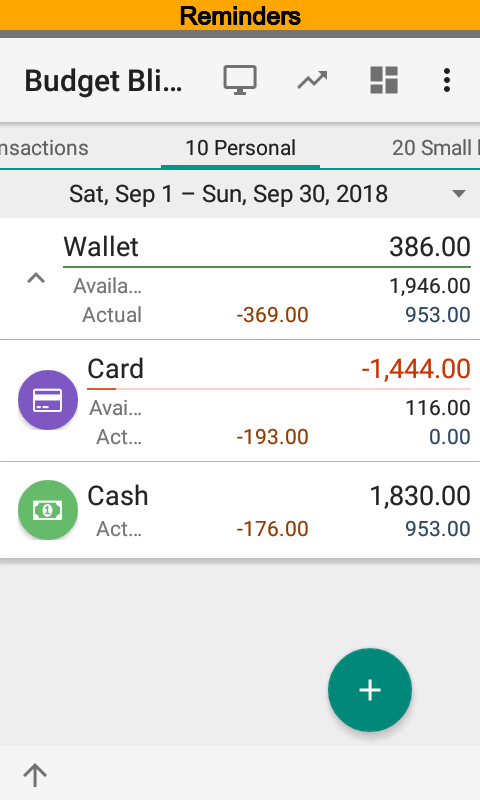 Reminders
Budget Bli...
nsactions 10 Personal 20 Small
Sat, Sep 1 – Sun, Sep 30, 2018
Wallet 386.00
Availa... 1,946.00
Actual -369.00 953.00
Card -1,444.00
Avai... 116.00
Act... -193.00 0.00
Cash 1,830.00
Act... -176.00 953.00